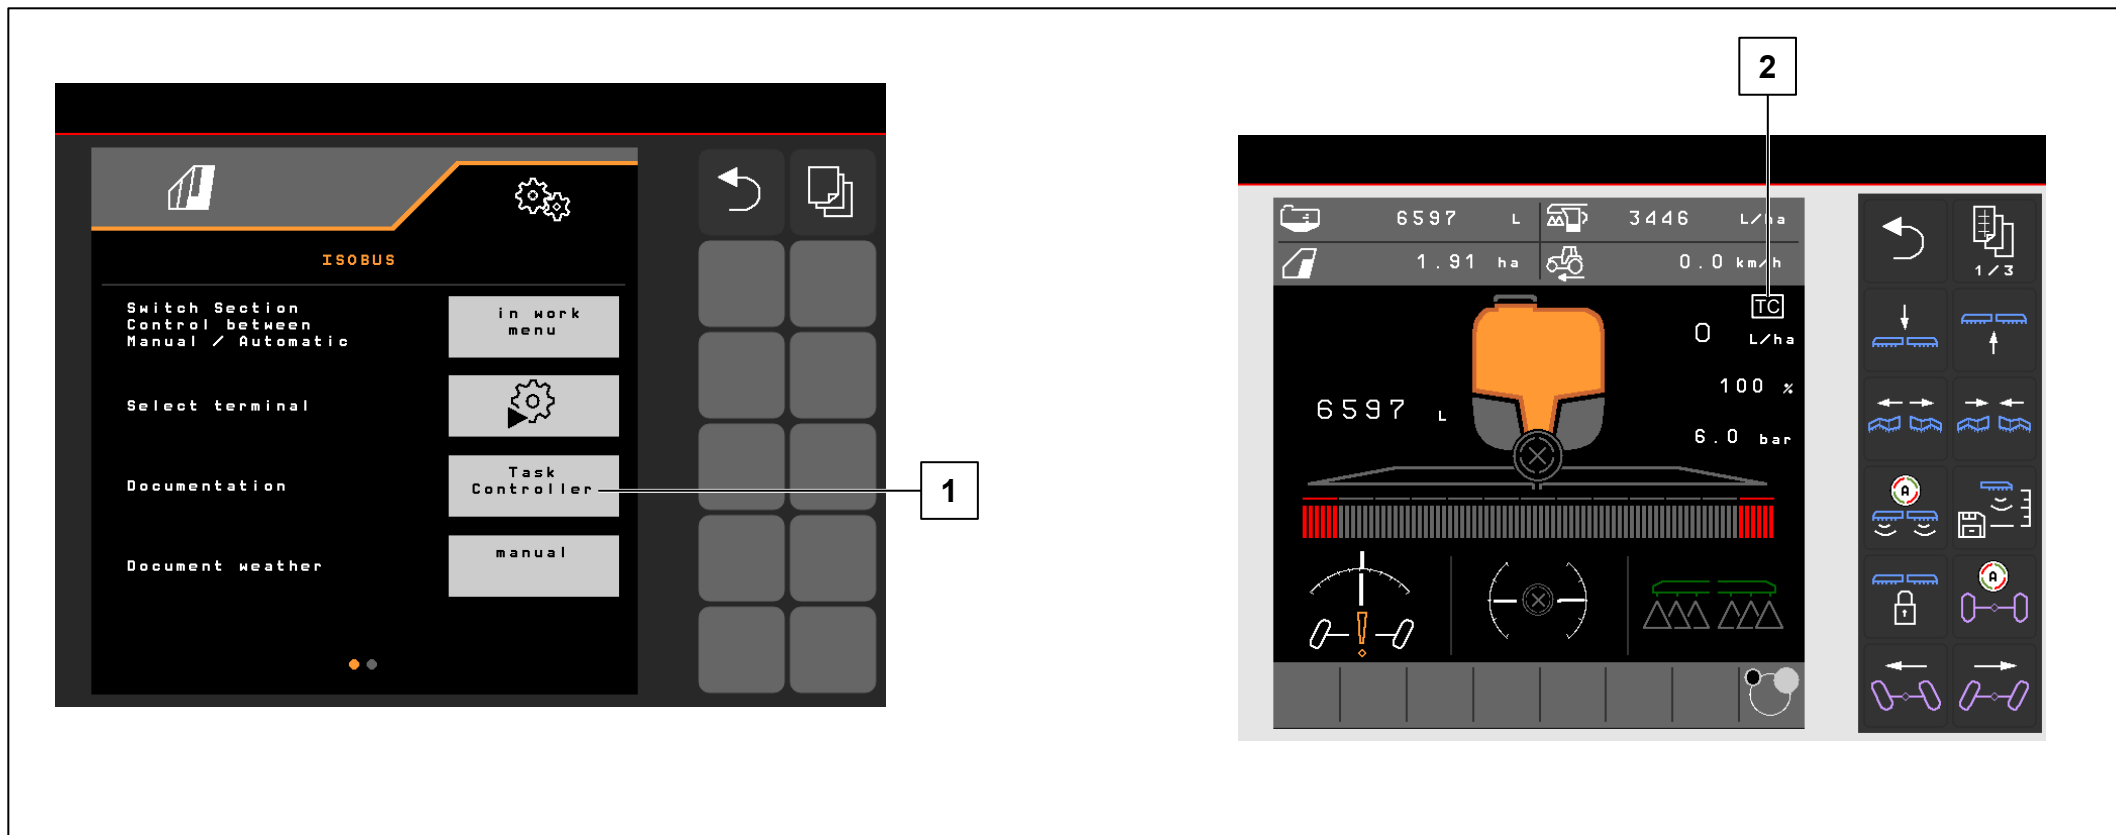 ISOBUS
Switch Section
Control between
Manual / Automatic
in work
menu
Select terminal
Documentation
Task
Controller
1
Document weather
manual
2
6597 L
3446 L/ha
1.91 ha
0.0 km/h
1/3
TC
0 L/ha
100 %
6597 L
6.0 bar
A
A